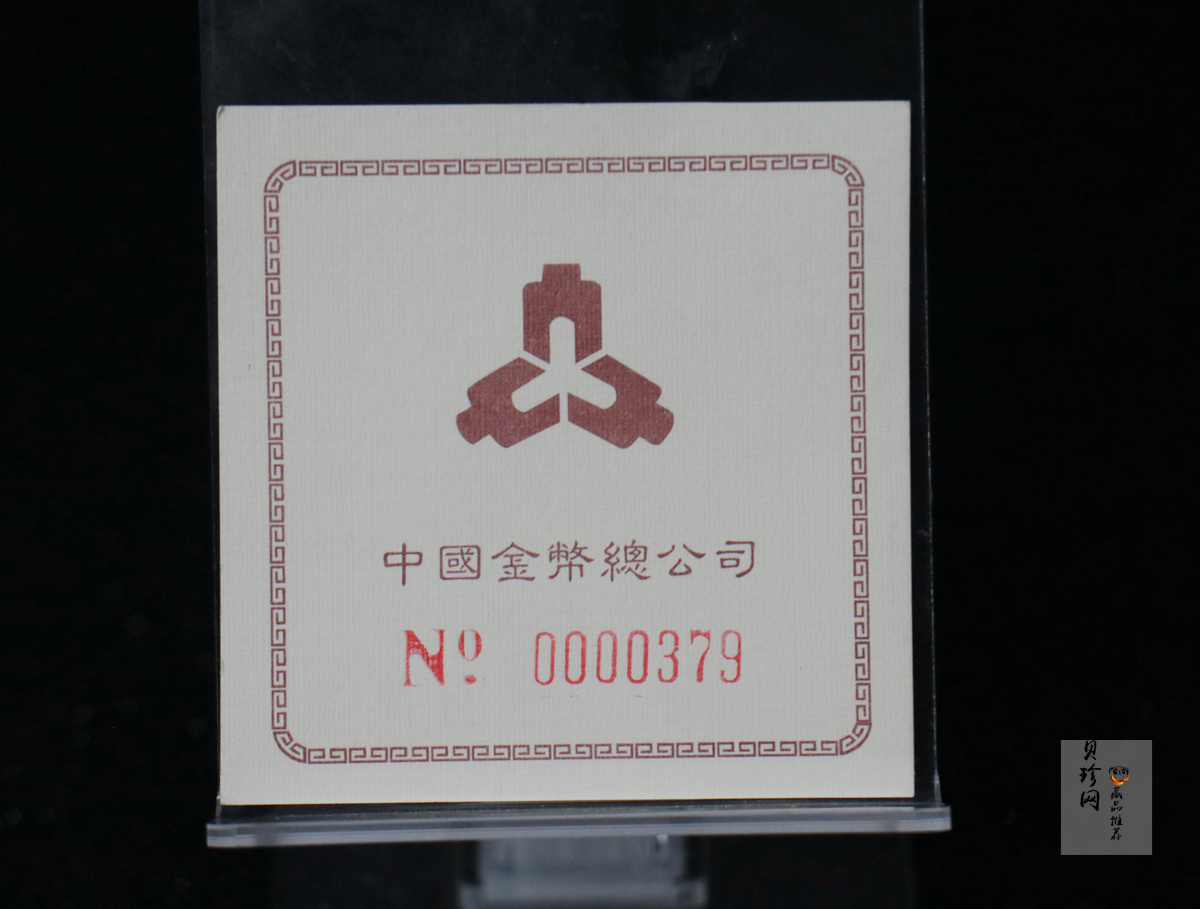 中國金幣總公司
Nº 0000379
贝珍网
藏品推荐